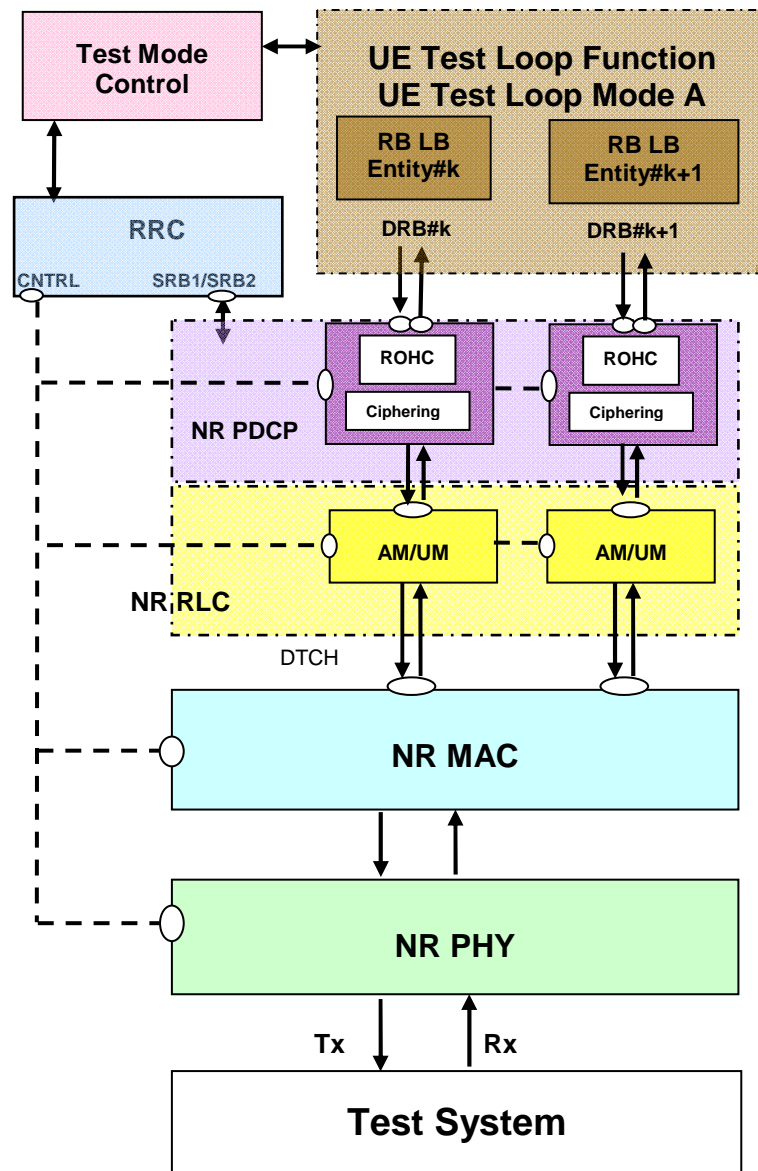 Test Mode
Control
UE Test Loop Function
UE Test Loop Mode A
RB LB
Entity#k
RB LB
Entity#k+1
DRB#k
DRB#k+1
RRC
CNTRL
SRB1/SRB2
ROHC
Ciphering
ROHC
Ciphering
NR PDCP
AM/UM
AM/UM
NR RLC
DTCH
NR MAC
NR PHY
Tx
Rx
Test System